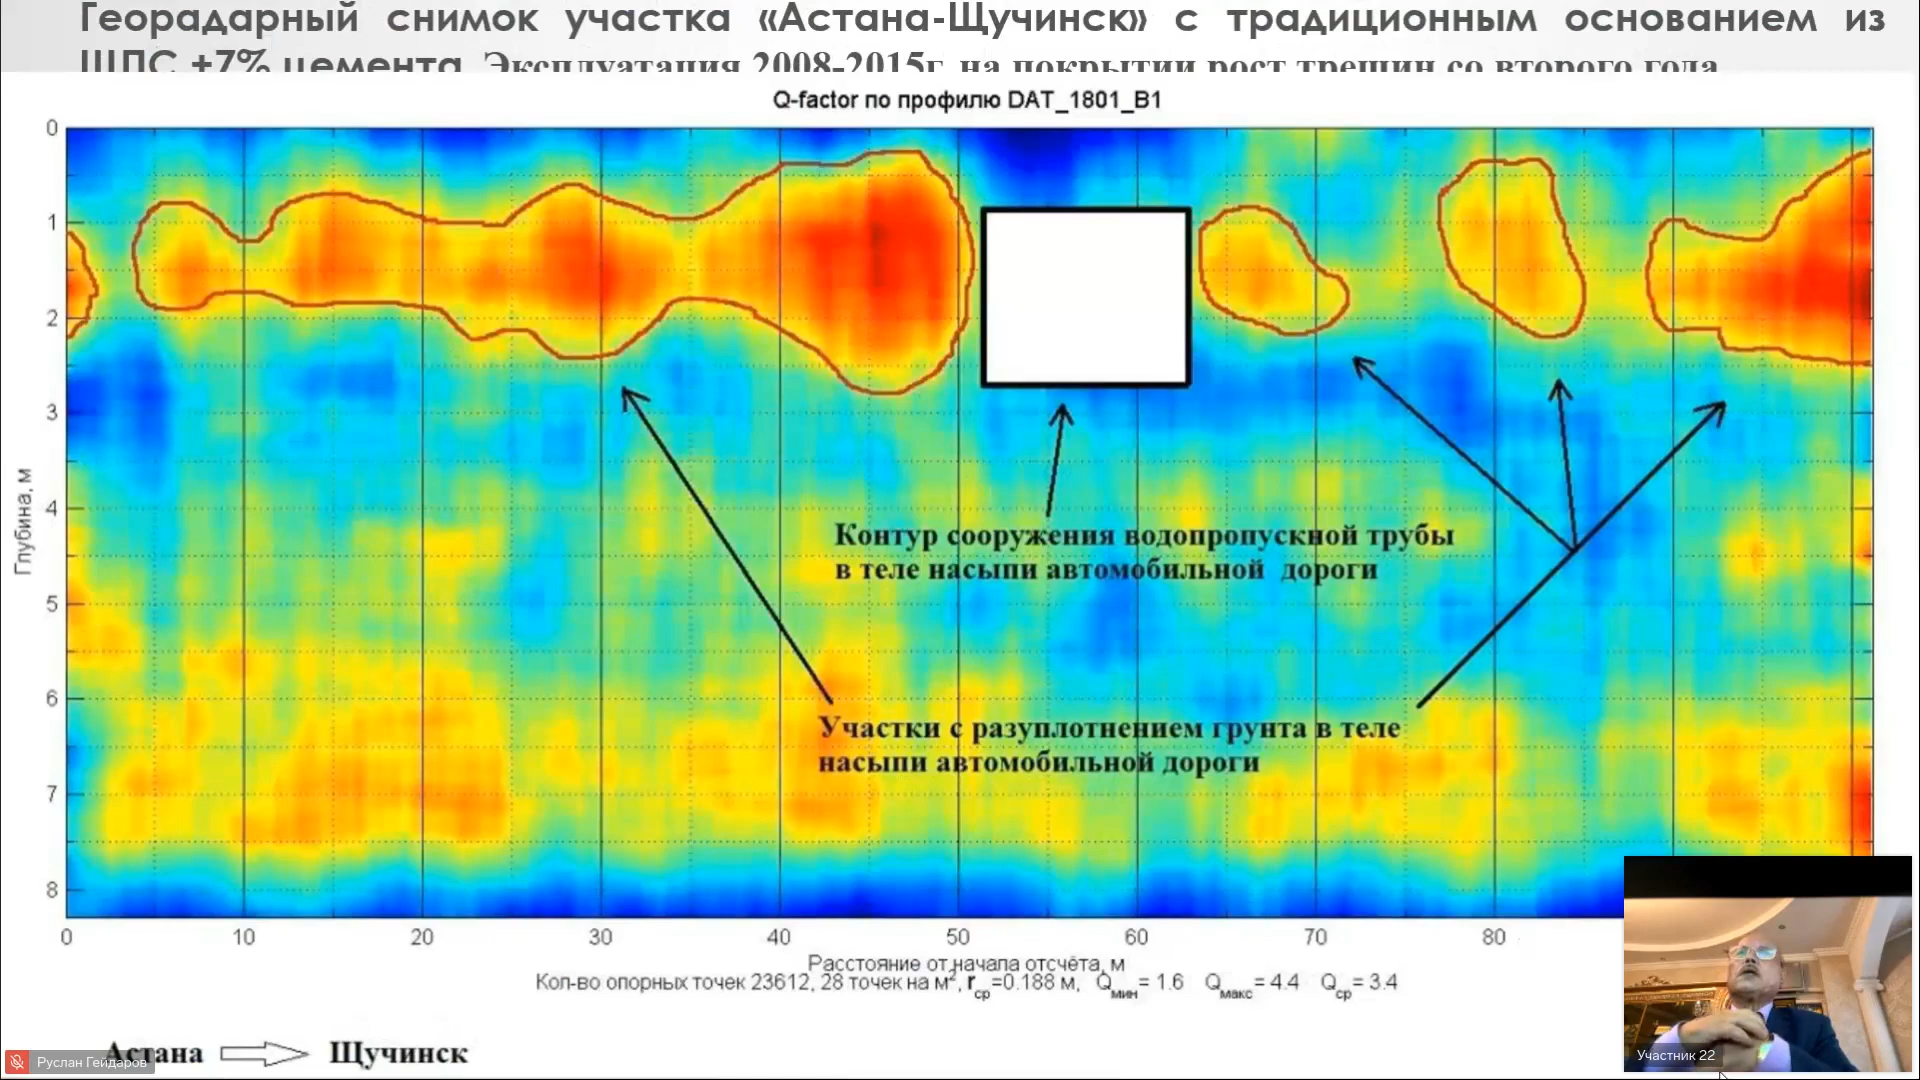 Георадарный снимок участка «Астана-Щучинск» с традиционным основанием из
ЩПС +7% цемента. Эксплуатация 2008-2015г. на покрытии рост трещин со второго года
Q-factor по профилю DAT_1801_B1
0
1
2
3
4
5
6
7
8
Глубина, м
Контур сооружения водопропускной трубы
в теле насыпи автомобильной дороги
Участки с разуплотнением грунта в теле
насыпи автомобильной дороги
0 10 20 30 40 50 60 70 80
Расстояние от начала отсчёта, м
Кол-во опорных точек 23612, 28 точек на м², rср=0.188 м, Qмин= 1.6 Qмакс= 4.4 Qср= 3.4
Астана Щучинск
Руслан Гейдаров
Участник 22